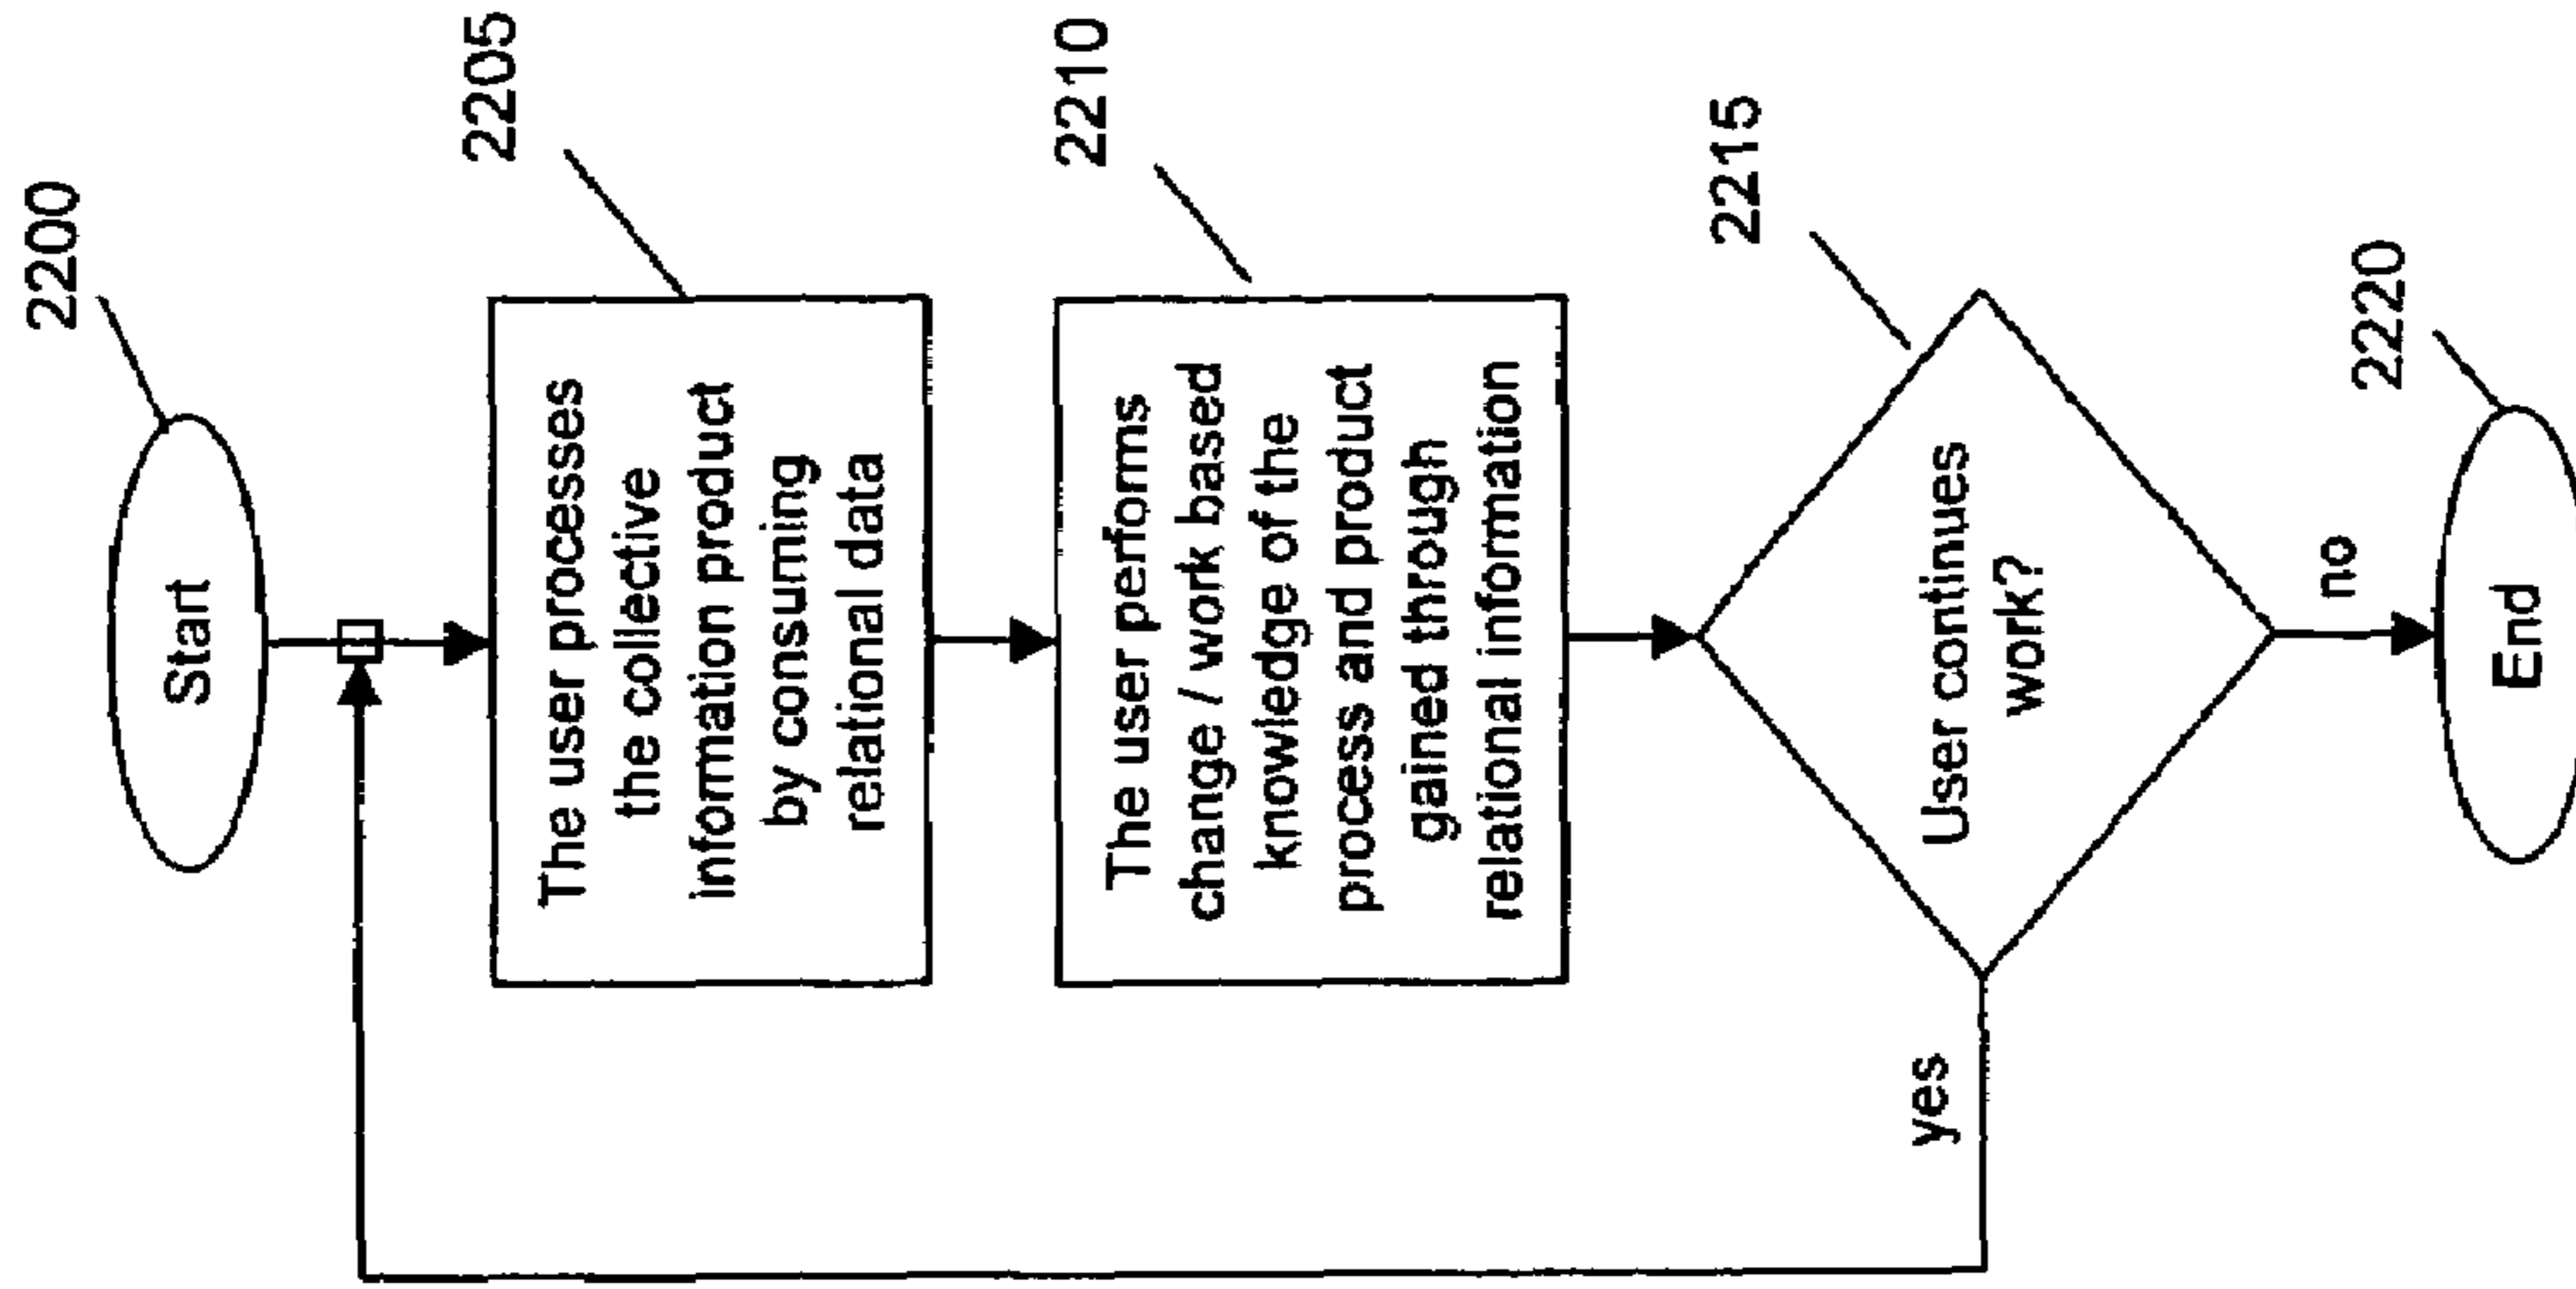 2200
Start
2205
The user processes
the collective
information product
by consuming
relational data
2210
The user performs
change / work based
knowledge of the
process and product
gained through
relational information
2215
User continues
work?
yes
no
2220
End